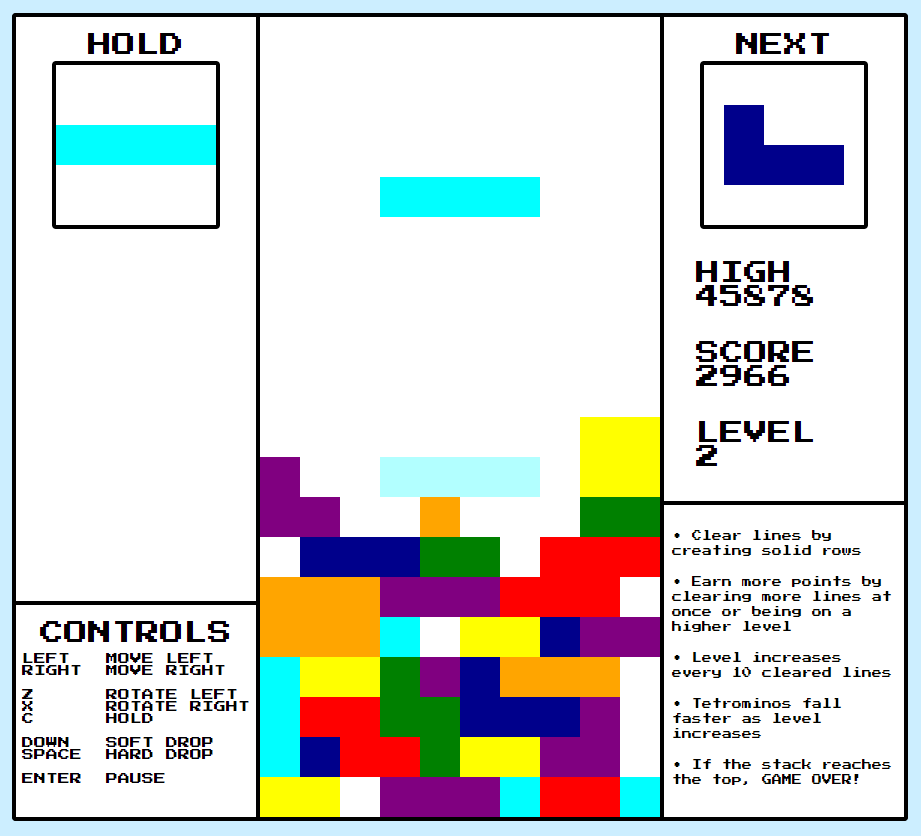 HOLD
NEXT
HIGH
45878
SCORE
2966
LEVEL
2
CONTROLS
LEFT MOVE LEFT
RIGHT MOVE RIGHT
Z ROTATE LEFT
X ROTATE RIGHT
C HOLD
DOWN SOFT DROP
SPACE HARD DROP
ENTER PAUSE
• Clear lines by
creating solid rows
• Earn more points by
clearing more lines at
once or being on a
higher level
• Level increases
every 10 cleared lines
• Tetrominos fall
faster as level
increases
• If the stack reaches
the top, GAME OVER!